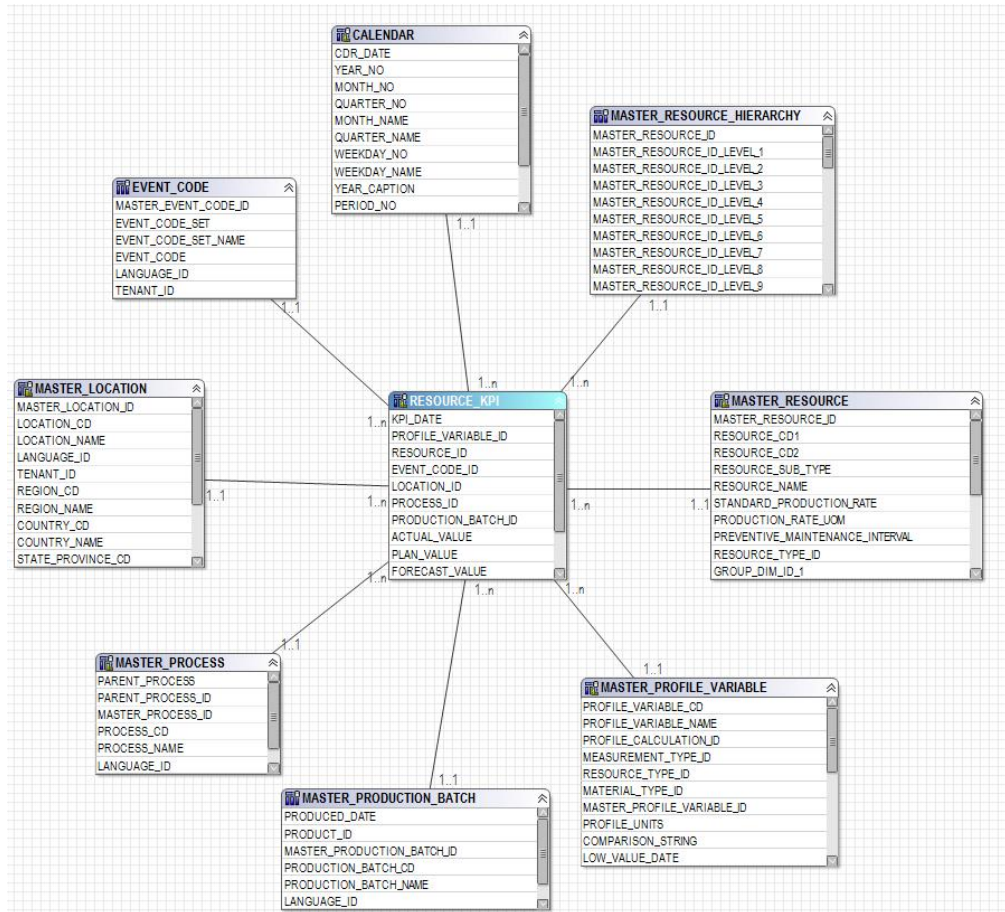 CALENDAR
CDR_DATE
YEAR_NO
MONTH_NO
QUARTER_NO
MONTH_NAME
QUARTER_NAME
WEEKDAY_NO
WEEKDAY_NAME
YEAR_CAPTION
PERIOD_NO
1..1
MASTER_RESOURCE_HIERARCHY
MASTER_RESOURCE_ID
MASTER_RESOURCE_ID_LEVEL_1
MASTER_RESOURCE_ID_LEVEL_2
MASTER_RESOURCE_ID_LEVEL_3
MASTER_RESOURCE_ID_LEVEL_4
MASTER_RESOURCE_ID_LEVEL_5
MASTER_RESOURCE_ID_LEVEL_6
MASTER_RESOURCE_ID_LEVEL_7
MASTER_RESOURCE_ID_LEVEL_8
MASTER_RESOURCE_ID_LEVEL_9
1..1
EVENT_CODE
MASTER_EVENT_CODE_ID
EVENT_CODE_SET
EVENT_CODE_SET_NAME
EVENT_CODE
LANGUAGE_ID
TENANT_ID
1..1
MASTER_LOCATION
MASTER_LOCATION_ID
LOCATION_CD
LOCATION_NAME
LANGUAGE_ID
TENANT_ID
REGION_CD
REGION_NAME
COUNTRY_CD
COUNTRY_NAME
STATE_PROVINCE_CD
1..1
1..n
1..n
1..n
1..n
RESOURCE_KPI
KPI_DATE
PROFILE_VARIABLE_ID
RESOURCE_ID
EVENT_CODE_ID
LOCATION_ID
PROCESS_ID
PRODUCTION_BATCH_ID
ACTUAL_VALUE
PLAN_VALUE
FORECAST_VALUE
1..n
1..n
1..n
1..n
1..1
MASTER_RESOURCE
MASTER_RESOURCE_ID
RESOURCE_CD1
RESOURCE_CD2
RESOURCE_SUB_TYPE
RESOURCE_NAME
STANDARD_PRODUCTION_RATE
PRODUCTION_RATE_UOM
PREVENTIVE_MAINTENANCE_INTERVAL
RESOURCE_TYPE_ID
GROUP_DIM_ID_1
1..1
MASTER_PROCESS
PARENT_PROCESS
PARENT_PROCESS_ID
MASTER_PROCESS_ID
PROCESS_CD
PROCESS_NAME
LANGUAGE_ID
1..1
MASTER_PROFILE_VARIABLE
PROFILE_VARIABLE_CD
PROFILE_VARIABLE_NAME
PROFILE_CALCULATION_ID
MEASUREMENT_TYPE_ID
RESOURCE_TYPE_ID
MATERIAL_TYPE_ID
MASTER_PROFILE_VARIABLE_ID
PROFILE_UNITS
COMPARISON_STRING
LOW_VALUE_DATE
1..1
MASTER_PRODUCTION_BATCH
PRODUCED_DATE
PRODUCT_ID
MASTER_PRODUCTION_BATCH_ID
PRODUCTION_BATCH_CD
PRODUCTION_BATCH_NAME
LANGUAGE_ID